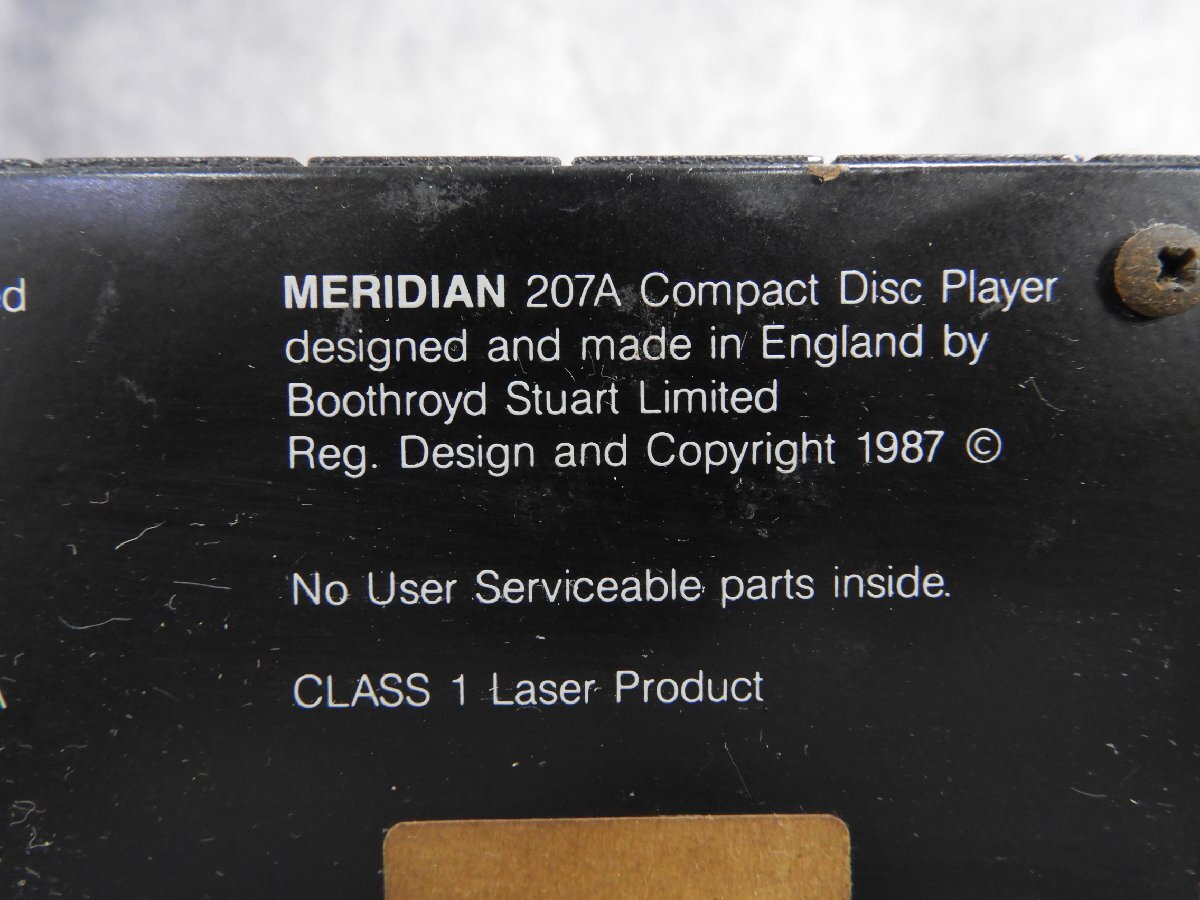 MERIDIAN 207A Compact Disc Player
designed and made in England by
Boothroyd Stuart Limited
Reg. Design and Copyright 1987 ©
No User Serviceable parts inside.
CLASS 1 Laser Product